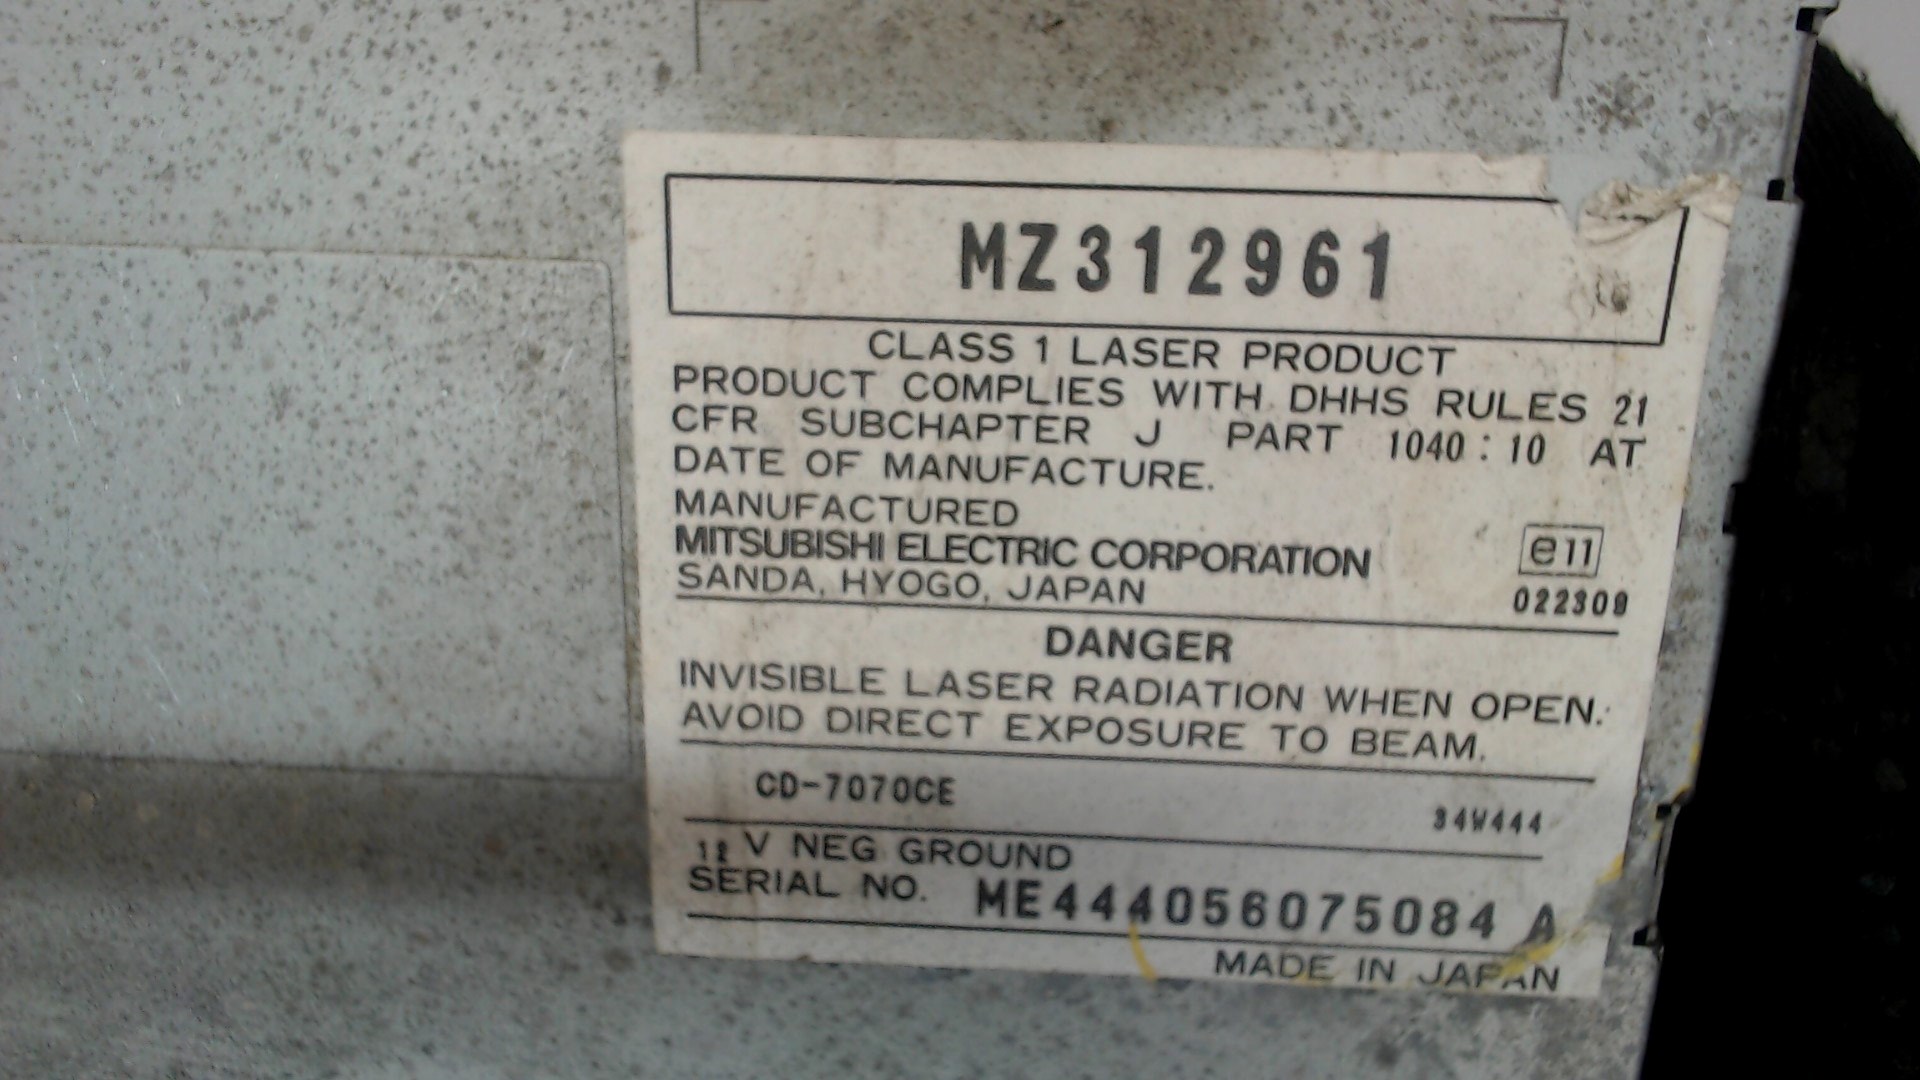 MZ312961
CLASS 1 LASER PRODUCT
PRODUCT COMPLIES WITH DHHS RULES 21
CFR SUBCHAPTER J PART 1040:10 AT
DATE OF MANUFACTURE.
MANUFACTURED
MITSUBISHI ELECTRIC CORPORATION
e11
SANDA, HYOGO, JAPAN
022309
DANGER
INVISIBLE LASER RADIATION WHEN OPEN.
AVOID DIRECT EXPOSURE TO BEAM.
CD-7070CE
34W444
12 V NEG GROUND
SERIAL NO. ME444056075084 A
MADE IN JAPAN